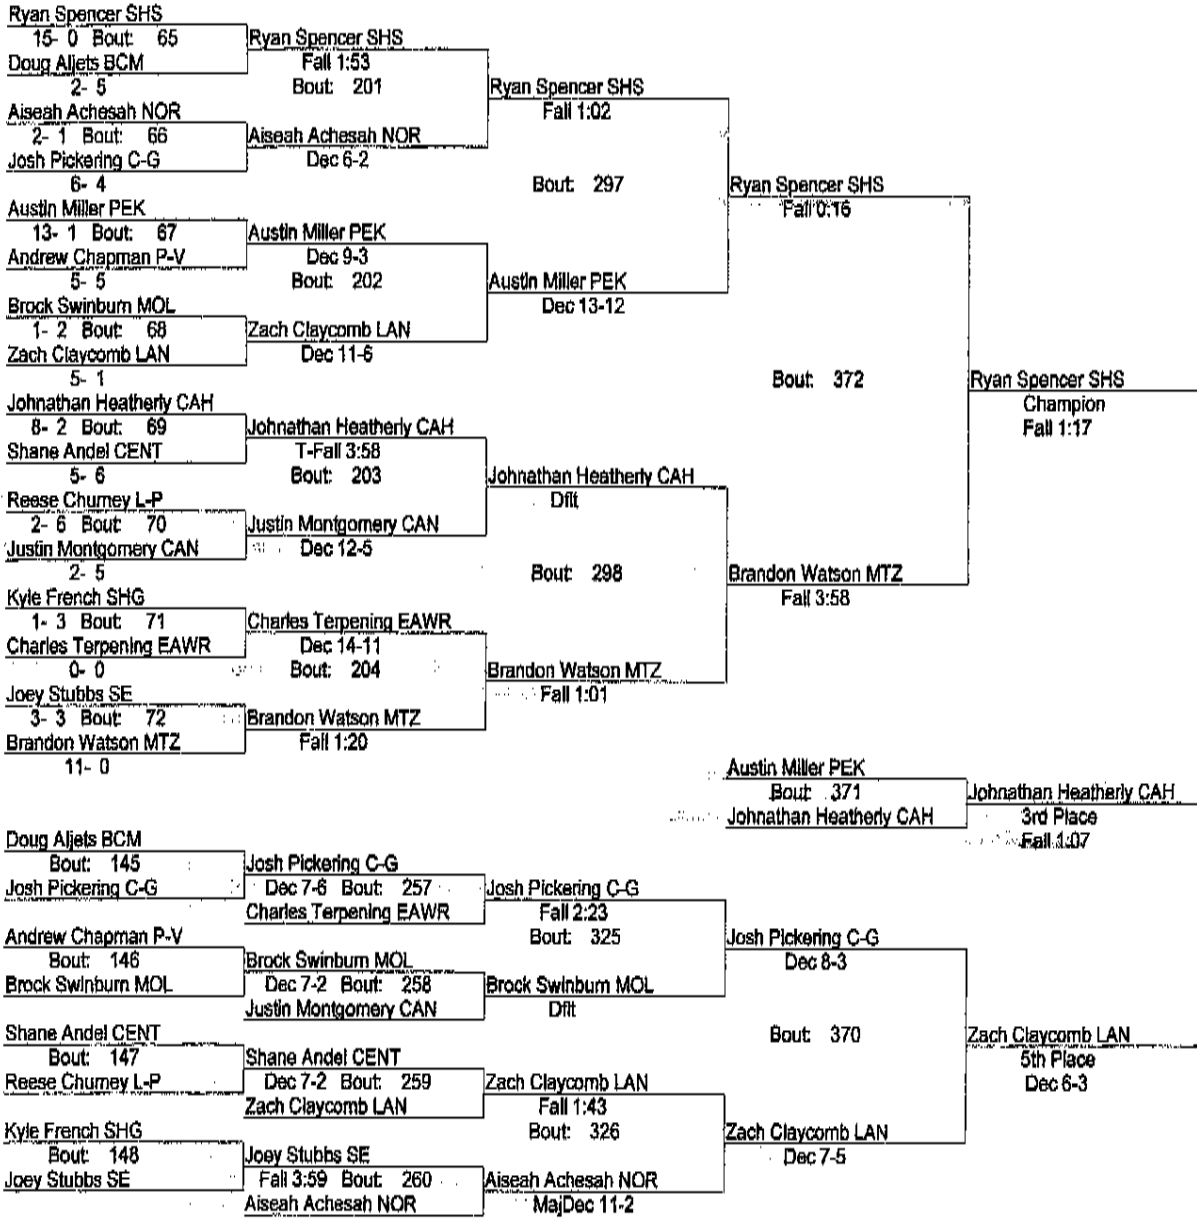 Ryan Spencer SHS
15- 0 Bout: 65
Doug Aljets BCM
2- 5
Aiseah Achesah NOR
2- 1 Bout: 66
Josh Pickering C-G
6- 4
Austin Miller PEK
13- 1 Bout: 67
Andrew Chapman P-V
5- 5
Brock Swinburn MOL
1- 2 Bout: 68
Zach Claycomb LAN
5- 1
Johnathan Heatherly CAH
8- 2 Bout: 69
Shane Andel CENT
5- 6
Reese Churney L-P
2- 6 Bout: 70
Justin Montgomery CAN
2- 5
Kyle French SHG
1- 3 Bout: 71
Charles Terpening EAWR
0- 0
Joey Stubbs SE
3- 3 Bout: 72
Brandon Watson MTZ
11- 0
Ryan Spencer SHS
Fall 1:53
Bout: 201
Aiseah Achesah NOR
Dec 6-2
Austin Miller PEK
Dec 9-3
Bout: 202
Zach Claycomb LAN
Dec 11-6
Johnathan Heatherly CAH
T-Fall 3:58
Bout: 203
Justin Montgomery CAN
Dec 12-5
Charles Terpening EAWR
Dec 14-11
Bout: 204
Brandon Watson MTZ
Fall 1:20
Ryan Spencer SHS
Fall 1:02
Bout: 297
Austin Miller PEK
Dec 13-12
Johnathan Heatherly CAH
Dflt
Bout: 298
Brandon Watson MTZ
Fall 1:01
Ryan Spencer SHS
Fall 0:16
Bout: 372
Brandon Watson MTZ
Fall 3:58
Ryan Spencer SHS
Champion
Fall 1:17
Austin Miller PEK
Bout: 371
Johnathan Heatherly CAH
Johnathan Heatherly CAH
3rd Place
Fall 1:07
Doug Aljets BCM
Bout: 145
Josh Pickering C-G
Andrew Chapman P-V
Bout: 146
Brock Swinburn MOL
Shane Andel CENT
Bout: 147
Reese Churney L-P
Kyle French SHG
Bout: 148
Joey Stubbs SE
Josh Pickering C-G
Dec 7-6 Bout: 257
Charles Terpening EAWR
Brock Swinburn MOL
Dec 7-2 Bout: 258
Justin Montgomery CAN
Shane Andel CENT
Dec 7-2 Bout: 259
Zach Claycomb LAN
Joey Stubbs SE
Fall 3:59 Bout: 260
Aiseah Achesah NOR
Josh Pickering C-G
Fall 2:23
Bout: 325
Brock Swinburn MOL
Dflt
Zach Claycomb LAN
Fall 1:43
Bout: 326
Aiseah Achesah NOR
MajDec 11-2
Josh Pickering C-G
Dec 8-3
Bout: 370
Zach Claycomb LAN
Dec 7-5
Zach Claycomb LAN
5th Place
Dec 6-3